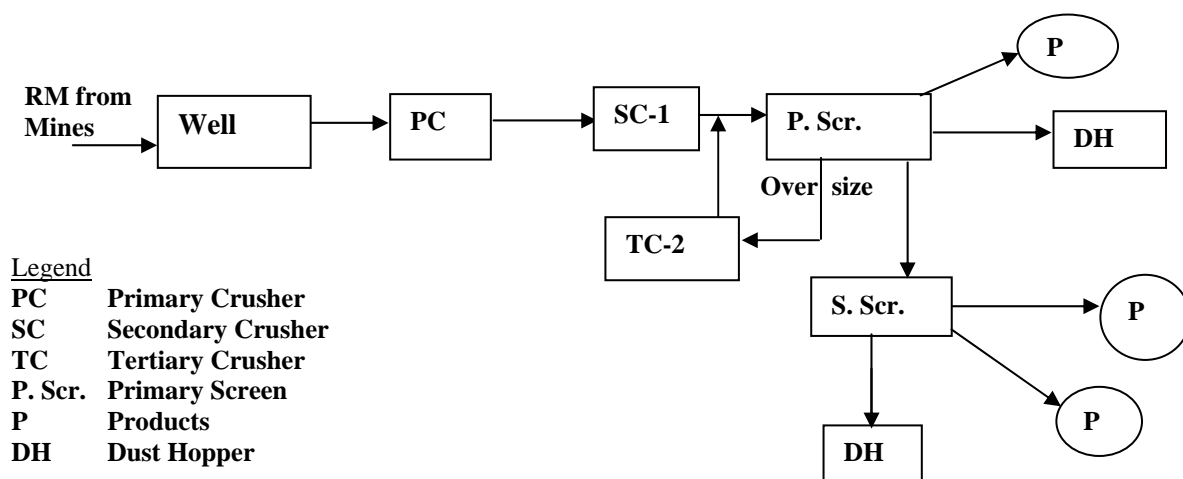 P
RM from
Mines
Well
PC
SC-1
P. Scr.
DH
Over size
TC-2
Legend
PC Primary Crusher
SC Secondary Crusher
TC Tertiary Crusher
P. Scr. Primary Screen
P Products
DH Dust Hopper
S. Scr.
P
P
DH